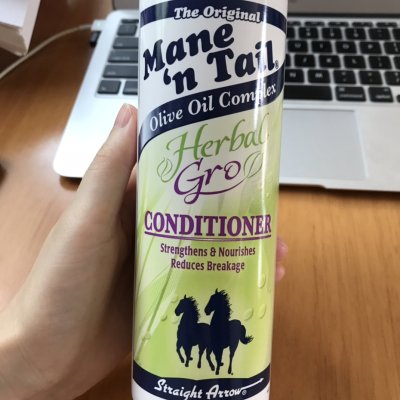 The Original
Mane
'n Tail®
Olive Oil Complex
Herbal
Gro
CONDITIONER
Strengthens & Nourishes
Reduces Breakage
Straight Arrow®